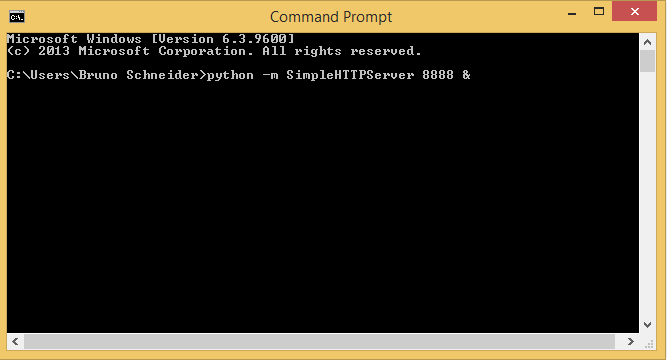 Command Prompt
Microsoft Windows [Version 6.3.9600]
(c) 2013 Microsoft Corporation. All rights reserved.
C:\Users\Bruno Schneider>python -m SimpleHTTPServer 8888 &